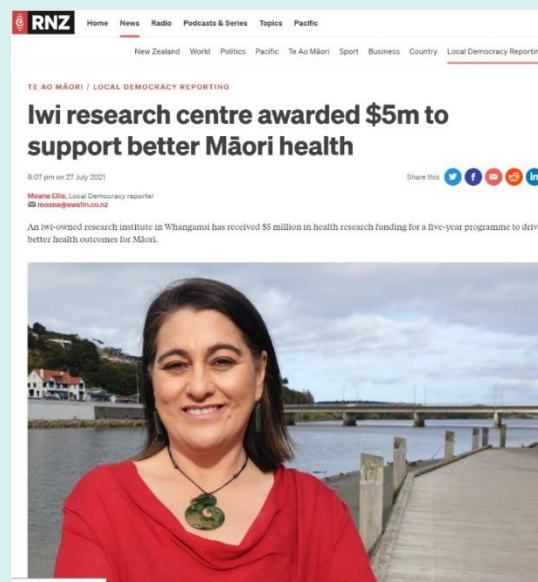 RNZ Home News Radio Podcasts & Series Topics Pacific
New Zealand World Politics Pacific Te Ao Māori Sport Business Country Local Democracy Reportin
TE AO MĀORI / LOCAL DEMOCRACY REPORTING
Iwi research centre awarded $5m to
support better Māori health
8:07 pm on 27 July 2021 Share this
Moana Ellis, Local Democracy reporter
moana@awafm.co.nz
An iwi-owned research institute in Whanganui has received $5 million in health research funding for a five-year programme to driv
better health outcomes for Māori.